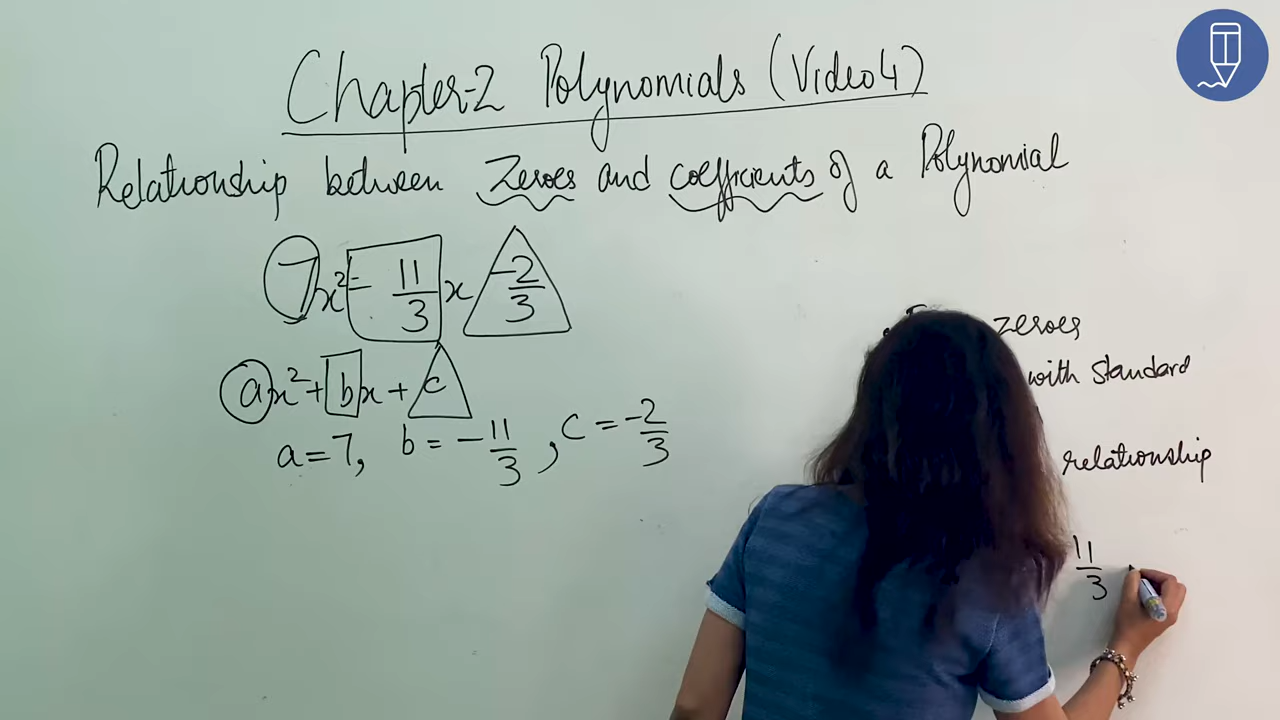 Chapter-2 Polynomials (Video 4)
Relationship between Zeroes and coefficients of a Polynomial
7x² - 11/3 x - 2/3
ax² + bx + c
a = 7, b = - 11/3, c = -2/3
zeroes
with standard
relationship
11/3